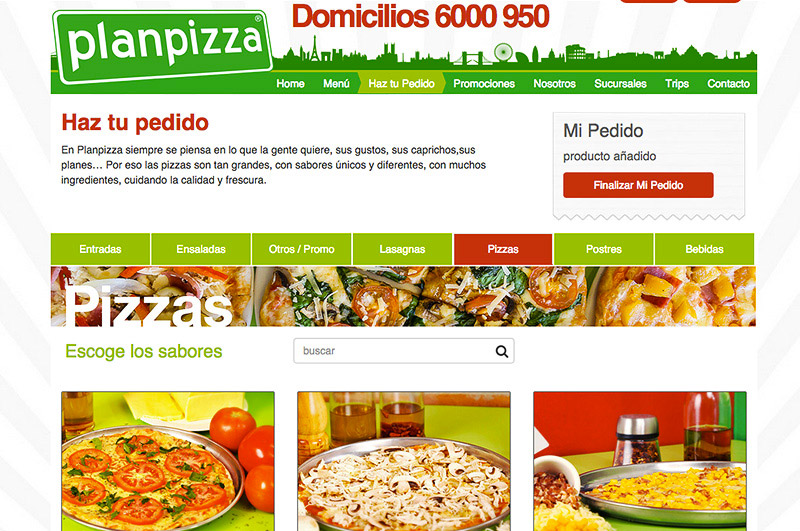 Domicilios 6000 950
planpizza®
Home Menú Haz tu Pedido Promociones Nosotros Sucursales Trips Contacto
Haz tu pedido
En Planpizza siempre se piensa en lo que la gente quiere, sus gustos, sus caprichos,sus
planes… Por eso las pizzas son tan grandes, con sabores únicos y diferentes, con muchos
ingredientes, cuidando la calidad y frescura.
Mi Pedido
producto añadido
Finalizar Mi Pedido
Entradas Ensaladas Otros / Promo Lasagnas Pizzas Postres Bebidas
Pizzas
Escoge los sabores
buscar